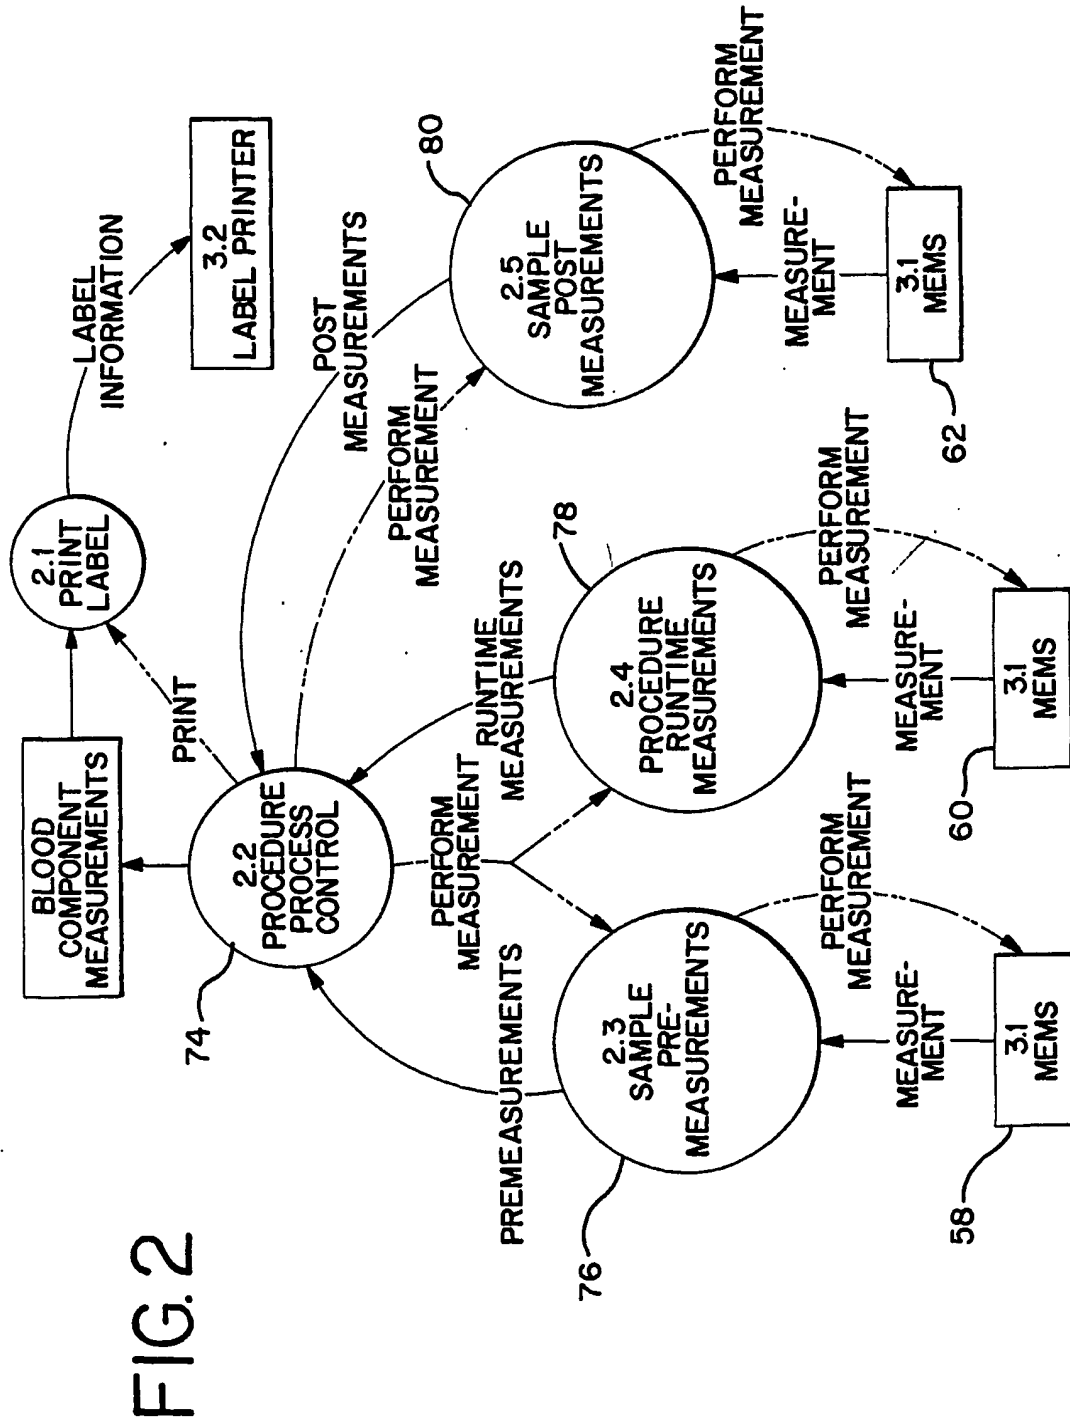 FIG. 2
BLOOD
COMPONENT
MEASUREMENTS
2.1
PRINT
LABEL
LABEL
INFORMATION
3.2
LABEL PRINTER
PRINT
74
2.2
PROCEDURE
PROCESS
CONTROL
POST
MEASUREMENTS
PERFORM
MEASUREMENT
PREMEASUREMENTS
PERFORM
MEASUREMENT
RUNTIME
MEASUREMENTS
76
2.3
SAMPLE
PRE-
MEASUREMENTS
78
2.4
PROCEDURE
RUNTIME
MEASUREMENTS
80
2.5
SAMPLE
POST
MEASUREMENTS
MEASURE-
MENT
PERFORM
MEASUREMENT
MEASURE-
MENT
PERFORM
MEASUREMENT
MEASURE-
MENT
PERFORM
MEASUREMENT
58
3.1
MEMS
60
3.1
MEMS
62
3.1
MEMS